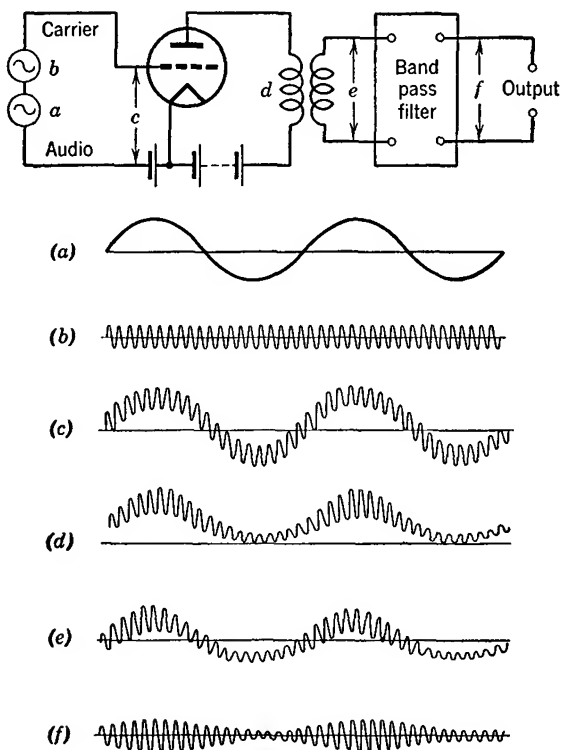 Carrier
b
a
Audio
c
d
e
Band
pass
filter
f
Output
(a)
(b)
(c)
(d)
(e)
(f)